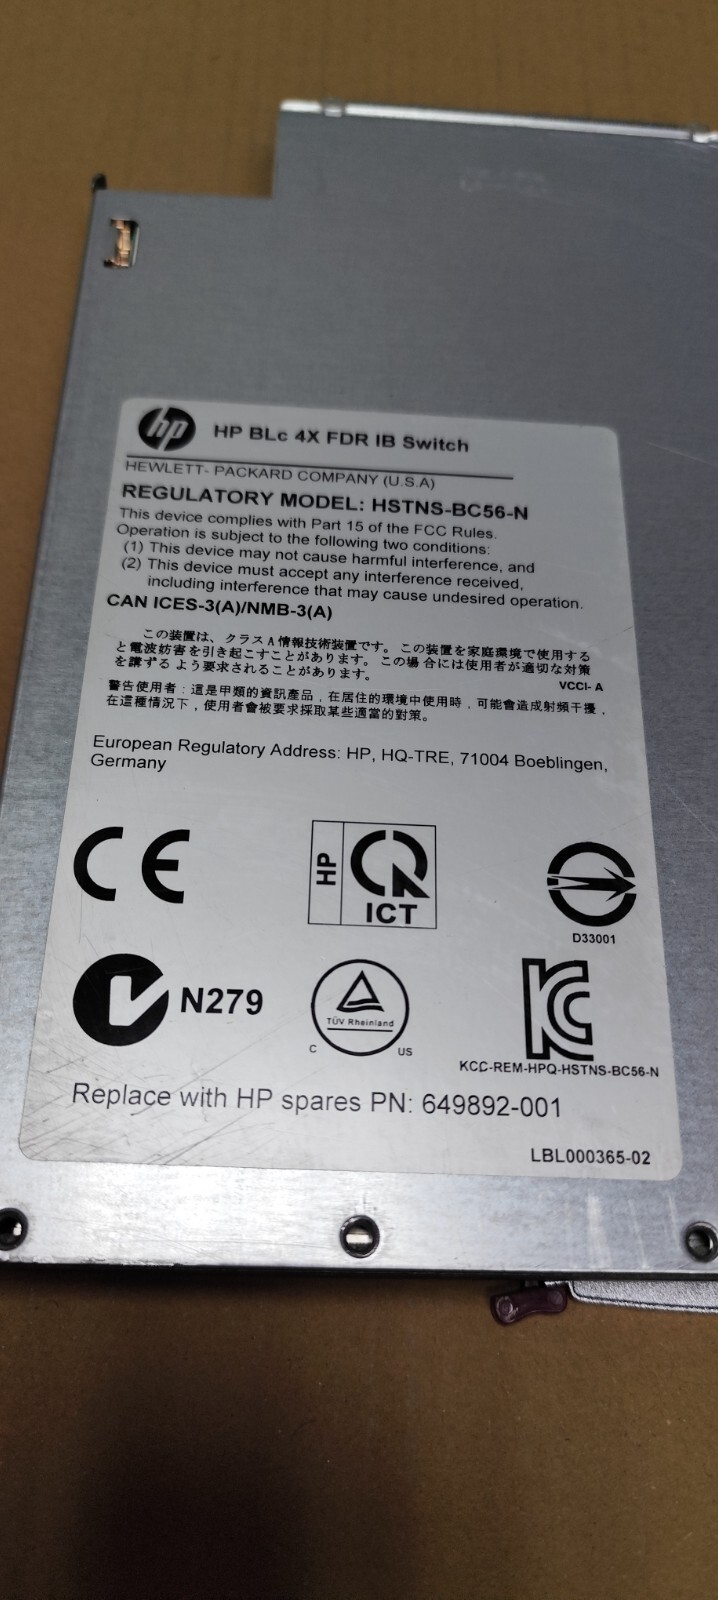 hp HP BLc 4X FDR IB Switch
HEWLETT- PACKARD COMPANY (U.S.A)
REGULATORY MODEL: HSTNS-BC56-N
This device complies with Part 15 of the FCC Rules.
Operation is subject to the following two conditions:
(1) This device may not cause harmful interference, and
(2) This device must accept any interference received,
including interference that may cause undesired operation.
CAN ICES-3(A)/NMB-3(A)
この装置は、クラスA情報技術装置です。この装置を家庭環境で使用する
と電波妨害を引き起こすことがあります。この場合には使用者が適切な対策
を講ずるよう要求されることがあります。
VCCI- A
警告使用者：這是甲類的資訊產品，在居住的環境中使用時，可能會造成射頻干擾，
在這種情況下，使用者會被要求採取某些適當的對策。
European Regulatory Address: HP, HQ-TRE, 71004 Boeblingen,
Germany
CE
HP
ICT
D33001
N279
TÜV Rheinland
C US
KCC-REM-HPQ-HSTNS-BC56-N
Replace with HP spares PN: 649892-001
LBL000365-02